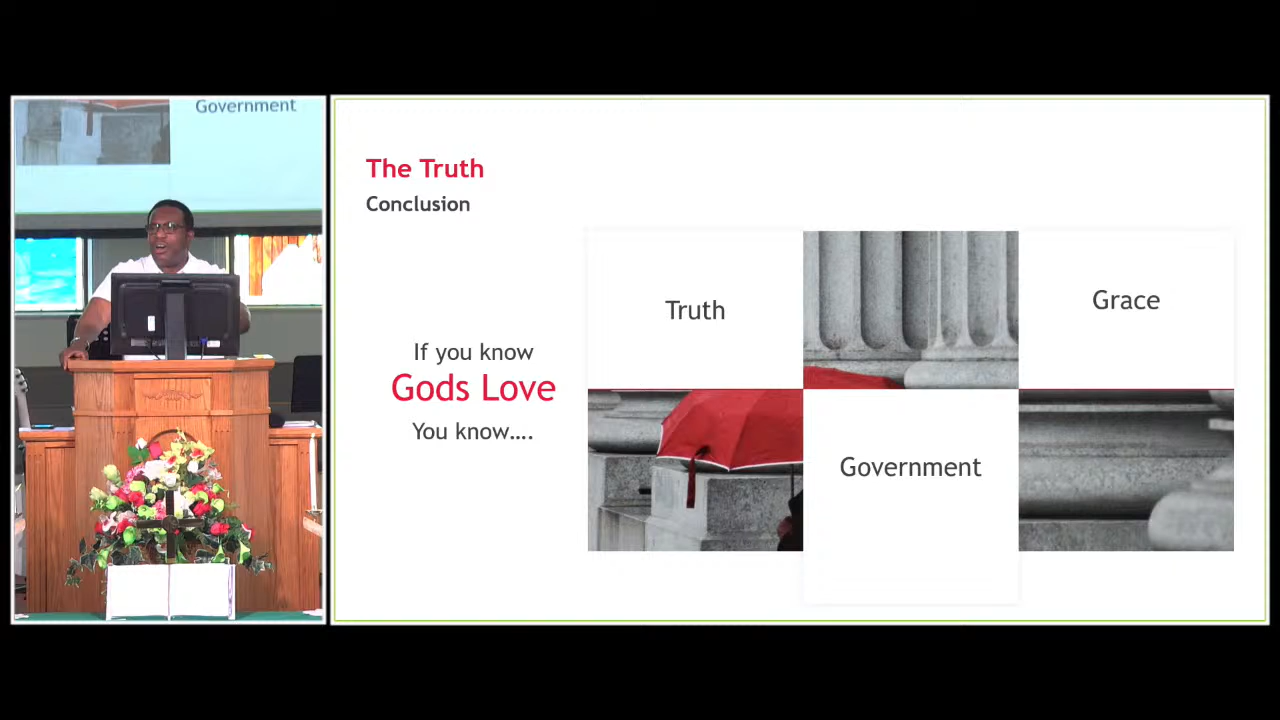 Government
The Truth
Conclusion
If you know
Gods Love
You know....
Truth
Grace
Government